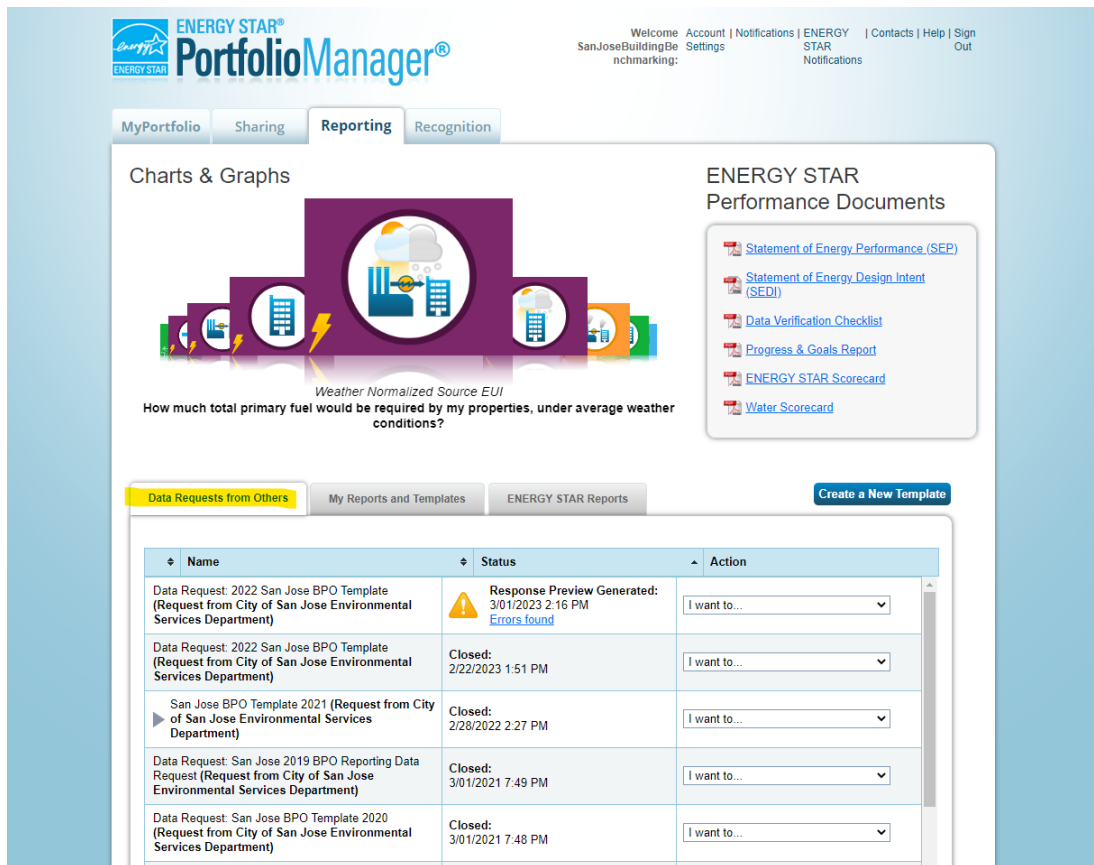 ENERGY STAR®
PortfolioManager®
energy
ENERGY STAR
Welcome
SanJoseBuildingBe
nchmarking:
Account | Notifications | ENERGY | Contacts | Help | Sign
Settings STAR Out
Notifications
MyPortfolio Sharing Reporting Recognition
Charts & Graphs
Weather Normalized Source EUI
How much total primary fuel would be required by my properties, under average weather
conditions?
ENERGY STAR
Performance Documents
Statement of Energy Performance (SEP)
Statement of Energy Design Intent
(SEDI)
Data Verification Checklist
Progress & Goals Report
ENERGY STAR Scorecard
Water Scorecard
Data Requests from Others My Reports and Templates ENERGY STAR Reports
Create a New Template
Name Status Action
Data Request: 2022 San Jose BPO Template
(Request from City of San Jose Environmental
Services Department)
Response Preview Generated:
3/01/2023 2:16 PM
Errors found
I want to...
Data Request: 2022 San Jose BPO Template
(Request from City of San Jose Environmental
Services Department)
Closed:
2/22/2023 1:51 PM
I want to...
San Jose BPO Template 2021 (Request from City
of San Jose Environmental Services
Department)
Closed:
2/28/2022 2:27 PM
I want to...
Data Request: San Jose 2019 BPO Reporting Data
Request (Request from City of San Jose
Environmental Services Department)
Closed:
3/01/2021 7:49 PM
I want to...
Data Request: San Jose BPO Template 2020
(Request from City of San Jose Environmental
Services Department)
Closed:
3/01/2021 7:48 PM
I want to...